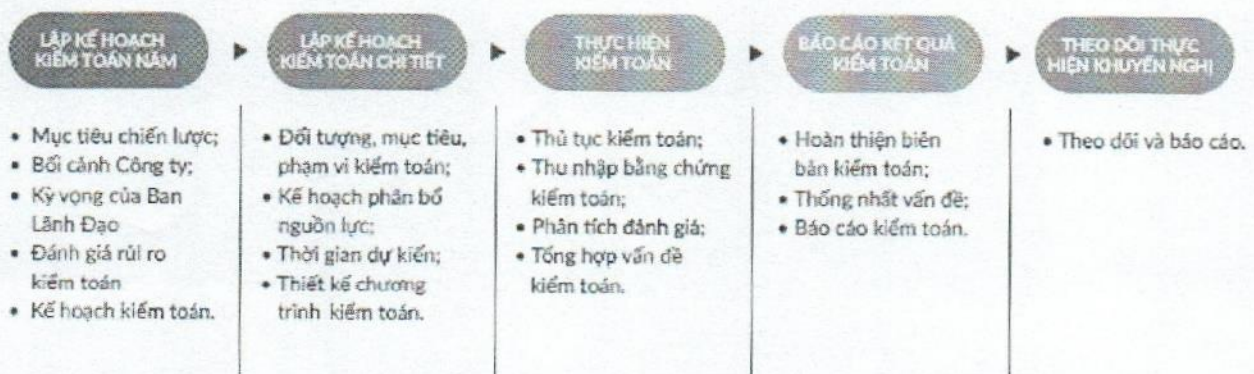 LẬP KẾ HOẠCH
KIỂM TOÁN NĂM
• Mục tiêu chiến lược;
• Bối cảnh Công ty;
• Kỳ vọng của Ban
Lãnh Đạo
• Đánh giá rủi ro
kiểm toán
• Kế hoạch kiểm toán.
LẬP KẾ HOẠCH
KIỂM TOÁN CHI TIẾT
• Đối tượng, mục tiêu,
phạm vi kiểm toán;
• Kế hoạch phân bổ
nguồn lực;
• Thời gian dự kiến;
• Thiết kế chương
trình kiểm toán.
THỰC HIỆN
KIỂM TOÁN
• Thủ tục kiểm toán;
• Thu nhập bằng chứng
kiểm toán;
• Phân tích đánh giá;
• Tổng hợp vấn đề
kiểm toán.
BÁO CÁO KẾT QUẢ
KIỂM TOÁN
• Hoàn thiện biên
bản kiểm toán;
• Thống nhất vấn đề;
• Báo cáo kiểm toán.
THEO DÕI THỰC
HIỆN KHUYẾN NGHỊ
• Theo dõi và báo cáo.